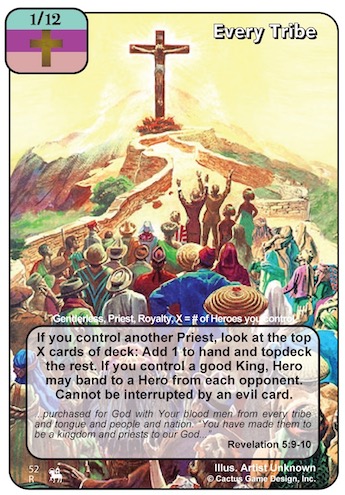 1/12
Every Tribe
Genderless, Priest, Royalty, X = # of Heroes you control
If you control another Priest, look at the top
X cards of deck: Add 1 to hand and topdeck
the rest. If you control a good King, Hero
may band to a Hero from each opponent.
Cannot be interrupted by an evil card.
...purchased for God with Your blood men from every tribe
and tongue and people and nation. "You have made them
to be a kingdom and priests to our God..."
Revelation 5:9-10
52
R
Illus. Artist Unknown
© Cactus Game Design, Inc.